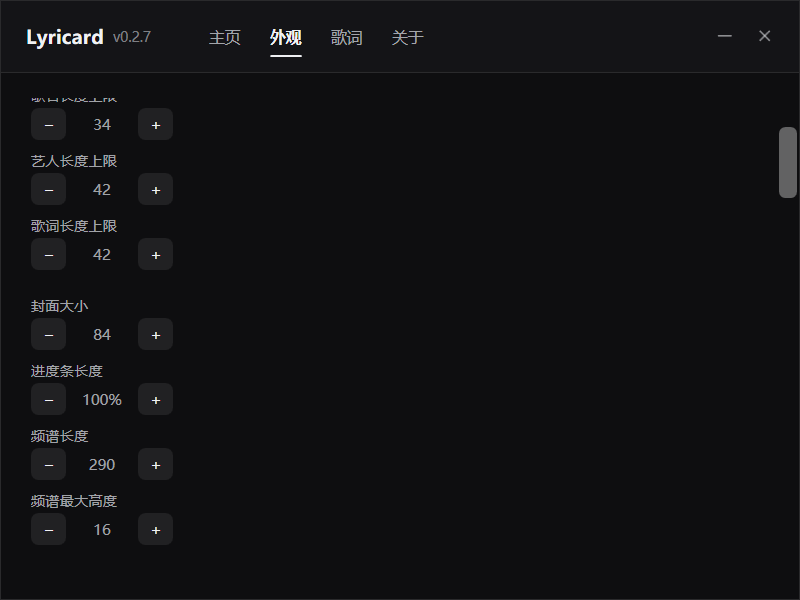 Lyricard v0.2.7 主页 外观 歌词 关于
− 34 +
艺人长度上限
− 42 +
歌词长度上限
− 42 +
封面大小
− 84 +
进度条长度
− 100% +
频谱长度
− 290 +
频谱最大高度
− 16 +